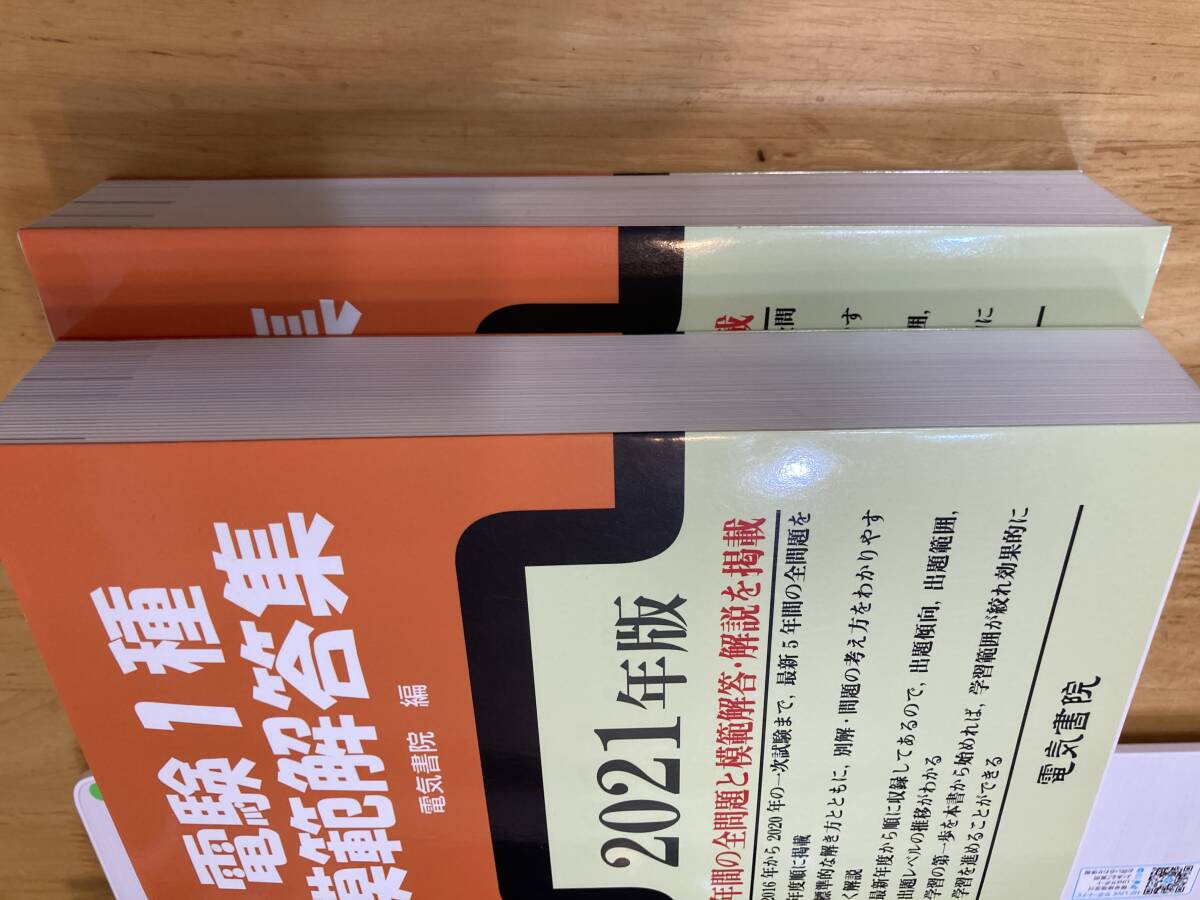 電験1種
模範解答集
電気書院 編
2021年版
年間の全問題と模範解答・解説を掲載
2016年から2020年の一次試験まで，最新5年間の全問題を
年度順に掲載
標準的な解き方とともに，別解・問題の考え方をわかりやす
く解説
最新年度から順に収録してあるので，出題傾向，出題範囲，
出題レベルの推移がわかる
学習の第一歩を本書から始めれば，学習範囲が絞れ効果的に
学習を進めることができる
電気書院
集
載
全問
やす
囲，
的に